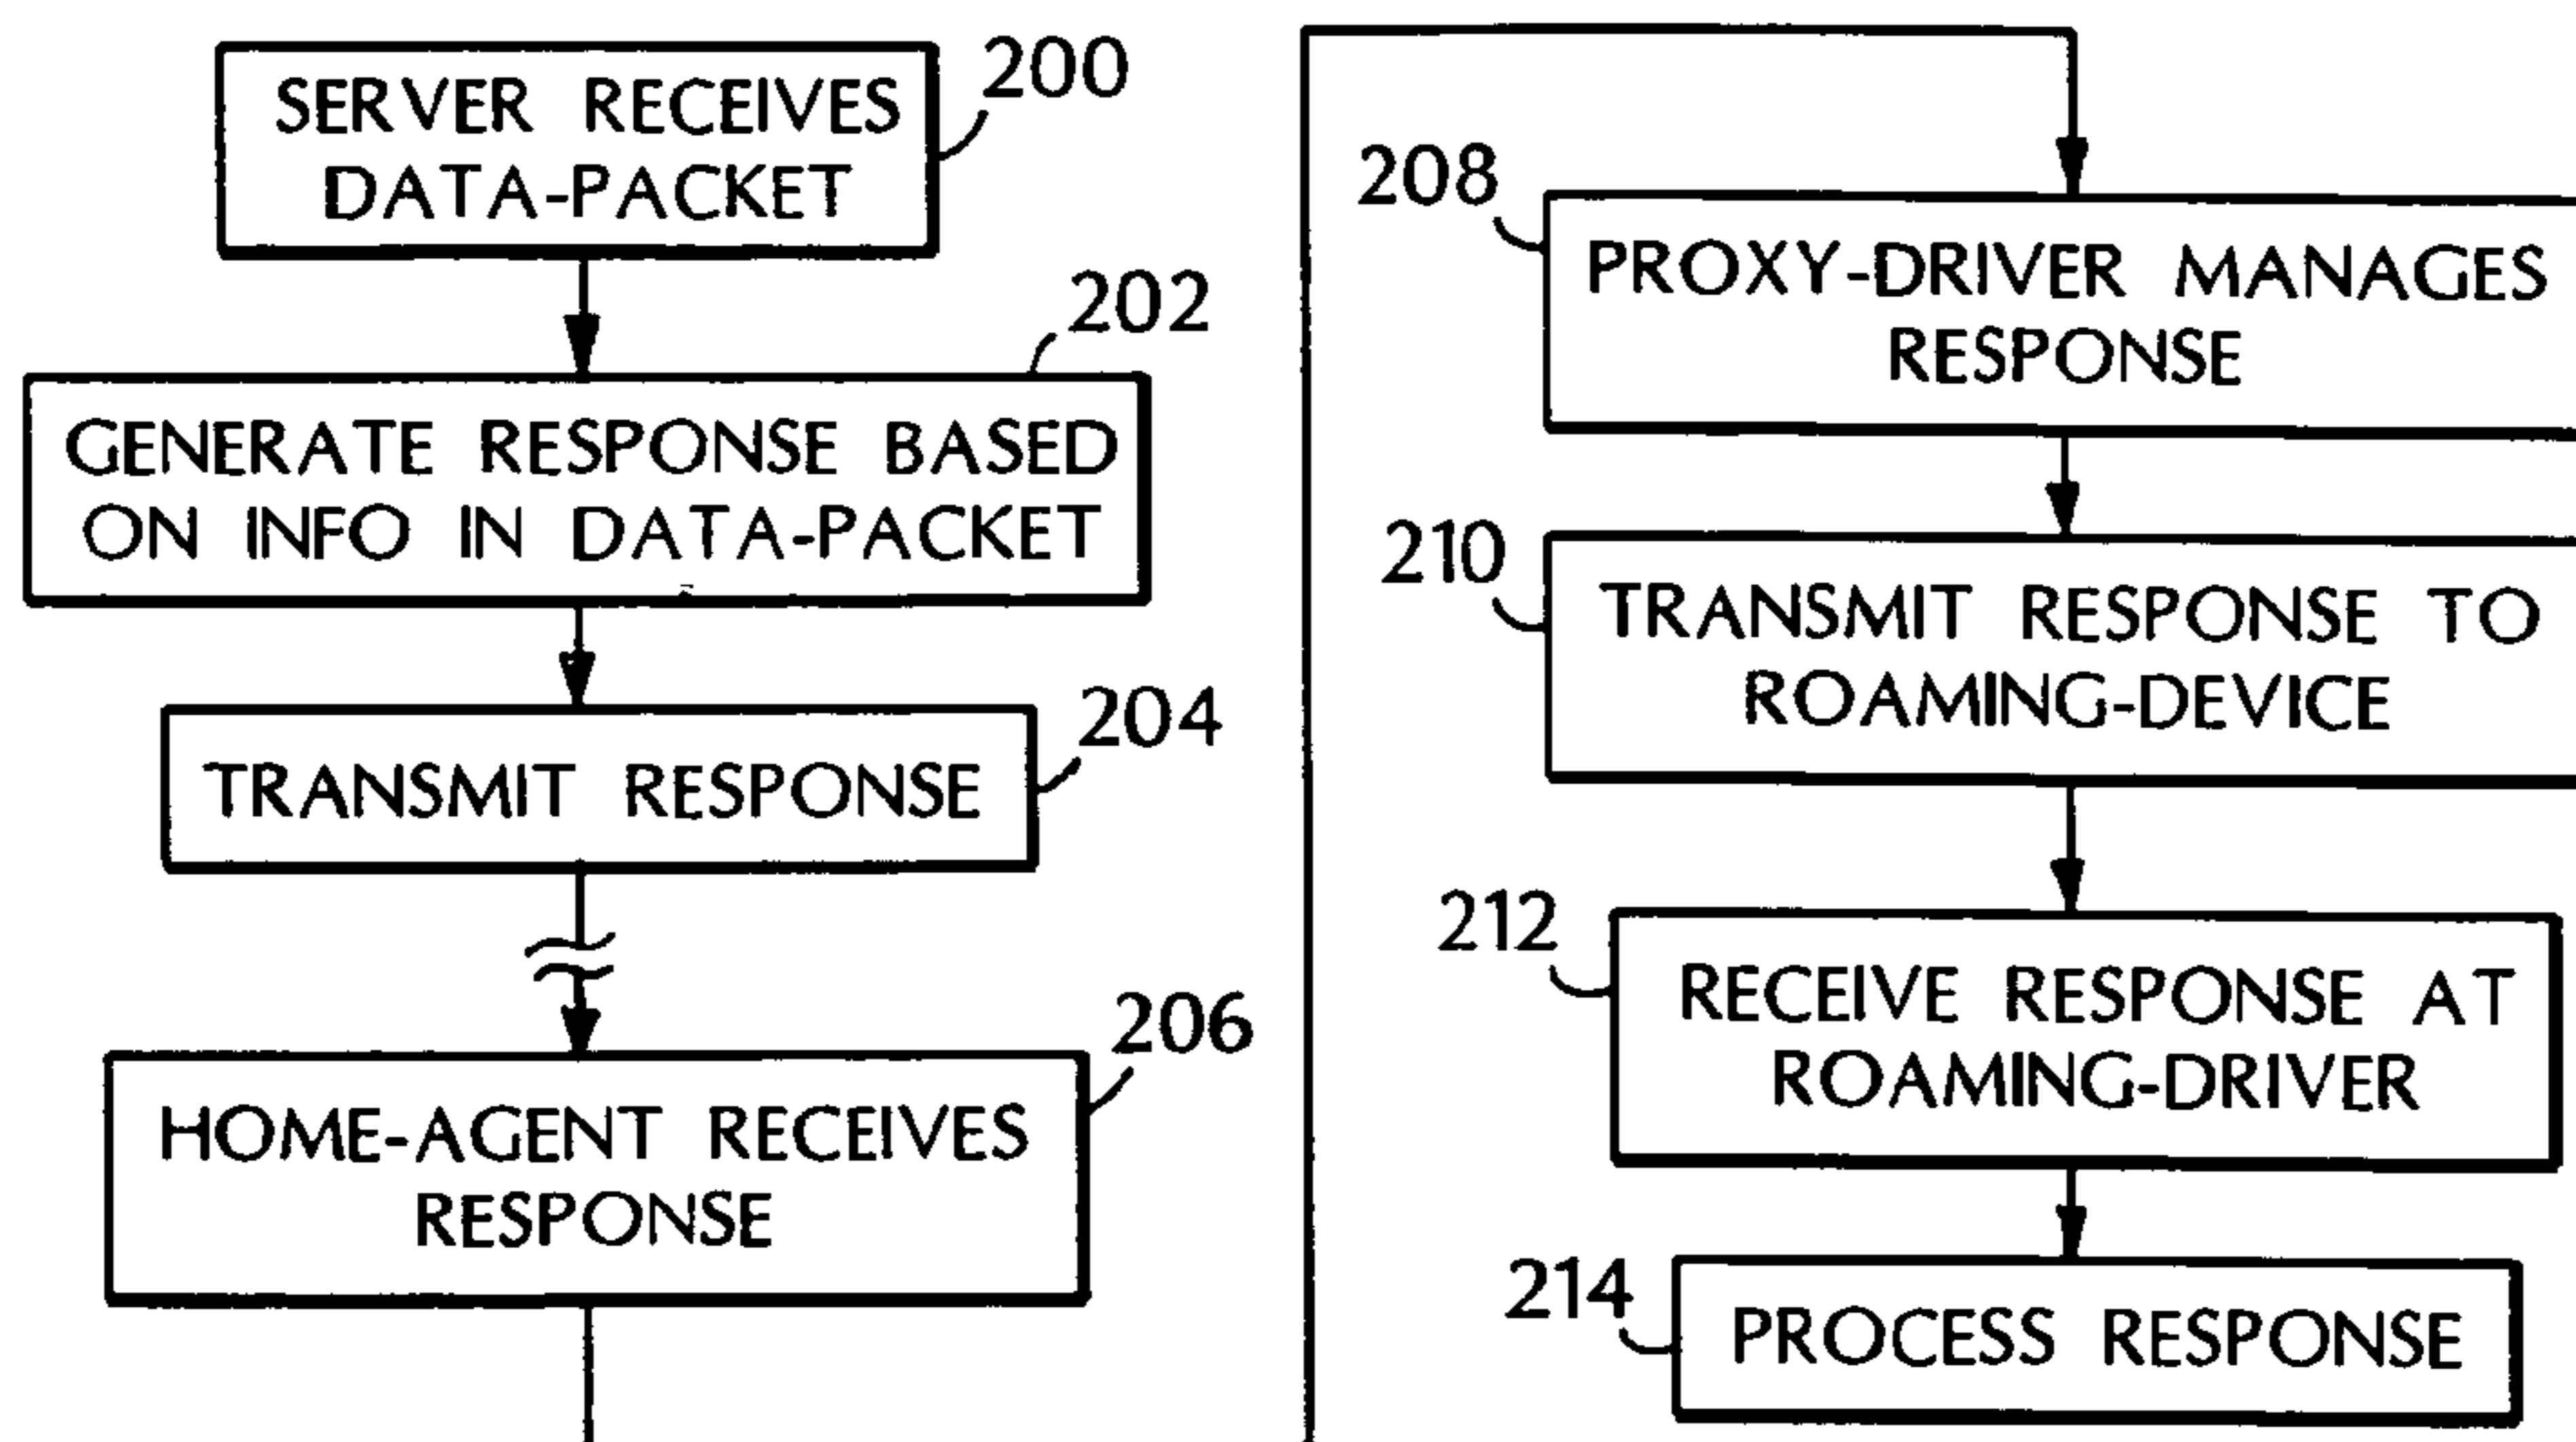 200
SERVER RECEIVES
DATA-PACKET
202
GENERATE RESPONSE BASED
ON INFO IN DATA-PACKET
204
TRANSMIT RESPONSE
206
HOME-AGENT RECEIVES
RESPONSE
208
PROXY-DRIVER MANAGES
RESPONSE
210
TRANSMIT RESPONSE TO
ROAMING-DEVICE
212
RECEIVE RESPONSE AT
ROAMING-DRIVER
214
PROCESS RESPONSE